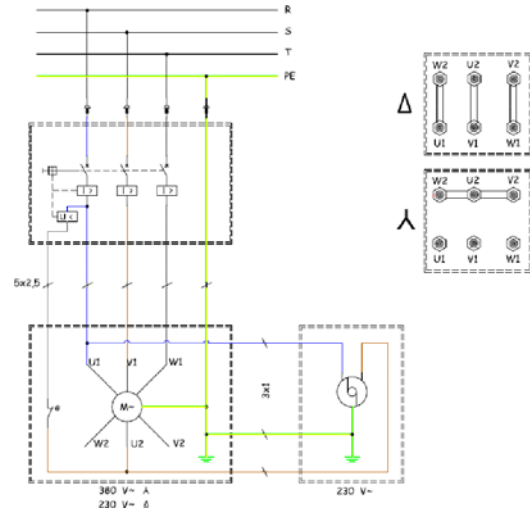 R
S
T
PE
W2 U2 V2
Δ
U1 V1 W1
I > I > I >
U <
W2 U2 V2
U1 V1 W1
5x2,5
U1 V1 W1
M~
3x1
θ
W2 U2 V2
380 V~ ⅄
230 V~ Δ
230 V~